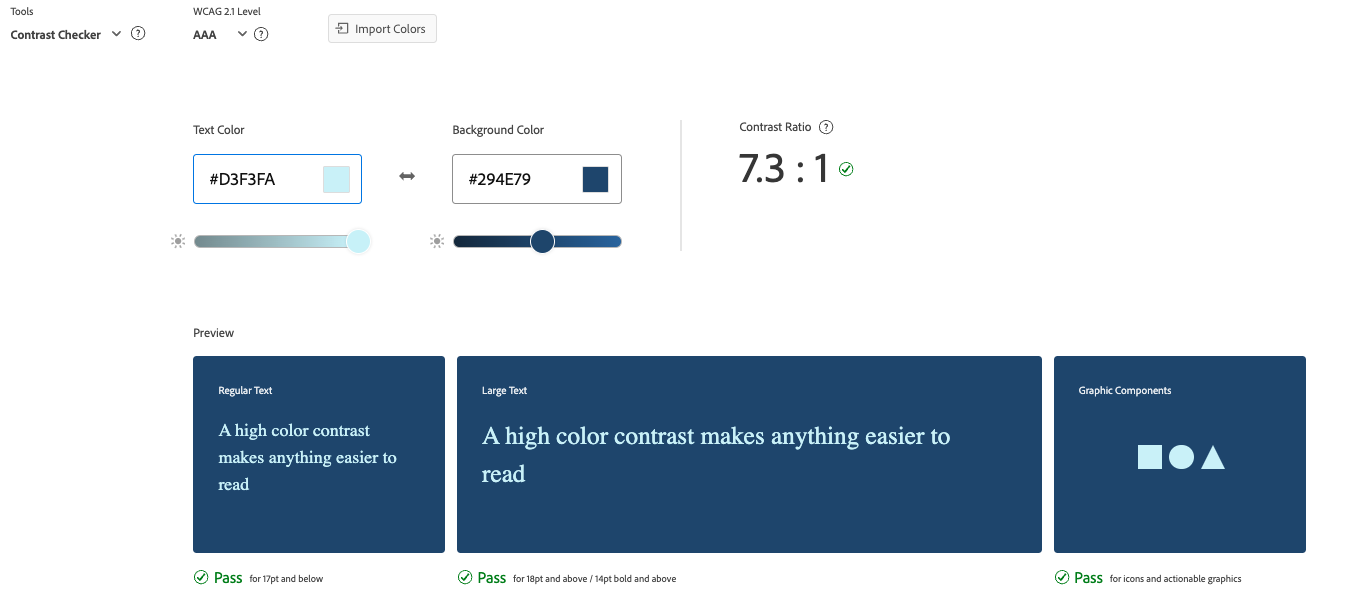 Tools
WCAG 2.1 Level
Contrast Checker
?
AAA
?
Import Colors
Text Color
Background Color
Contrast Ratio ?
#D3F3FA
#294E79
7.3 : 1
Preview
Regular Text
A high color contrast
makes anything easier to
read
Large Text
A high color contrast makes anything easier to
read
Graphic Components
Pass for 17pt and below
Pass for 18pt and above / 14pt bold and above
Pass for icons and actionable graphics